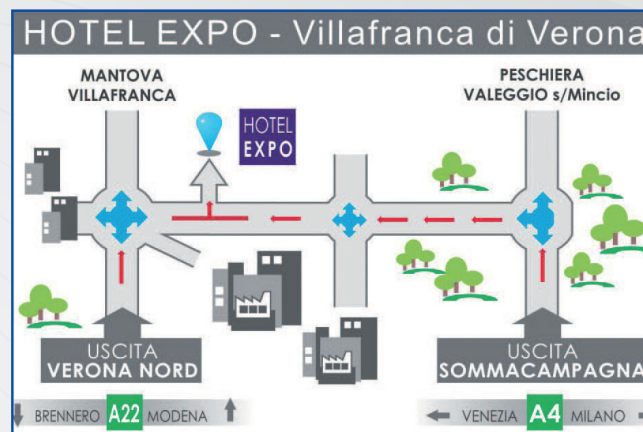 HOTEL EXPO - Villafranca di Verona
MANTOVA
VILLAFRANCA
PESCHIERA
VALEGGIO s/Mincio
HOTEL
EXPO
USCITA
VERONA NORD
USCITA
SOMMACAMPAGNA
BRENNERO A22 MODENA
VENEZIA A4 MILANO